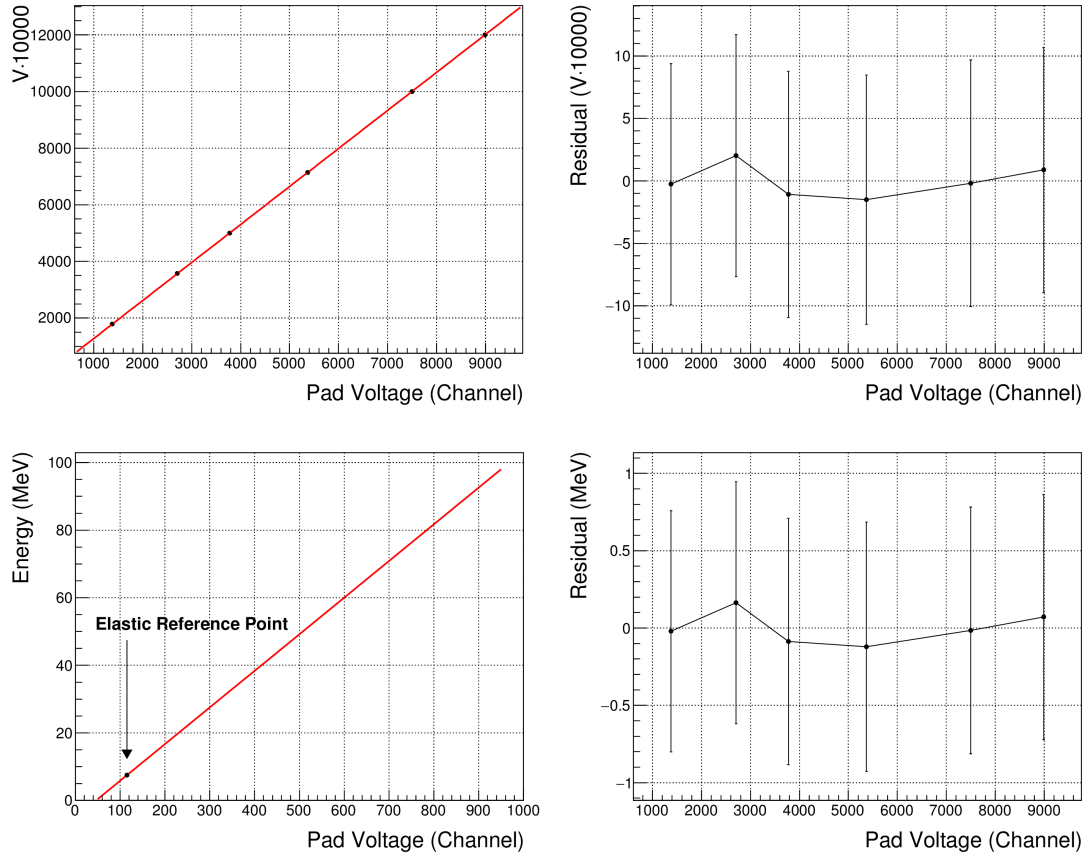 V·10000
12000
10000
8000
6000
4000
2000
1000 2000 3000 4000 5000 6000 7000 8000 9000
Pad Voltage (Channel)
Residual (V·10000)
10
5
0
−5
−10
1000 2000 3000 4000 5000 6000 7000 8000 9000
Pad Voltage (Channel)
Energy (MeV)
100
80
60
40
20
0
Elastic Reference Point
0 100 200 300 400 500 600 700 800 900 1000
Pad Voltage (Channel)
Residual (MeV)
1
0.5
0
−0.5
−1
1000 2000 3000 4000 5000 6000 7000 8000 9000
Pad Voltage (Channel)